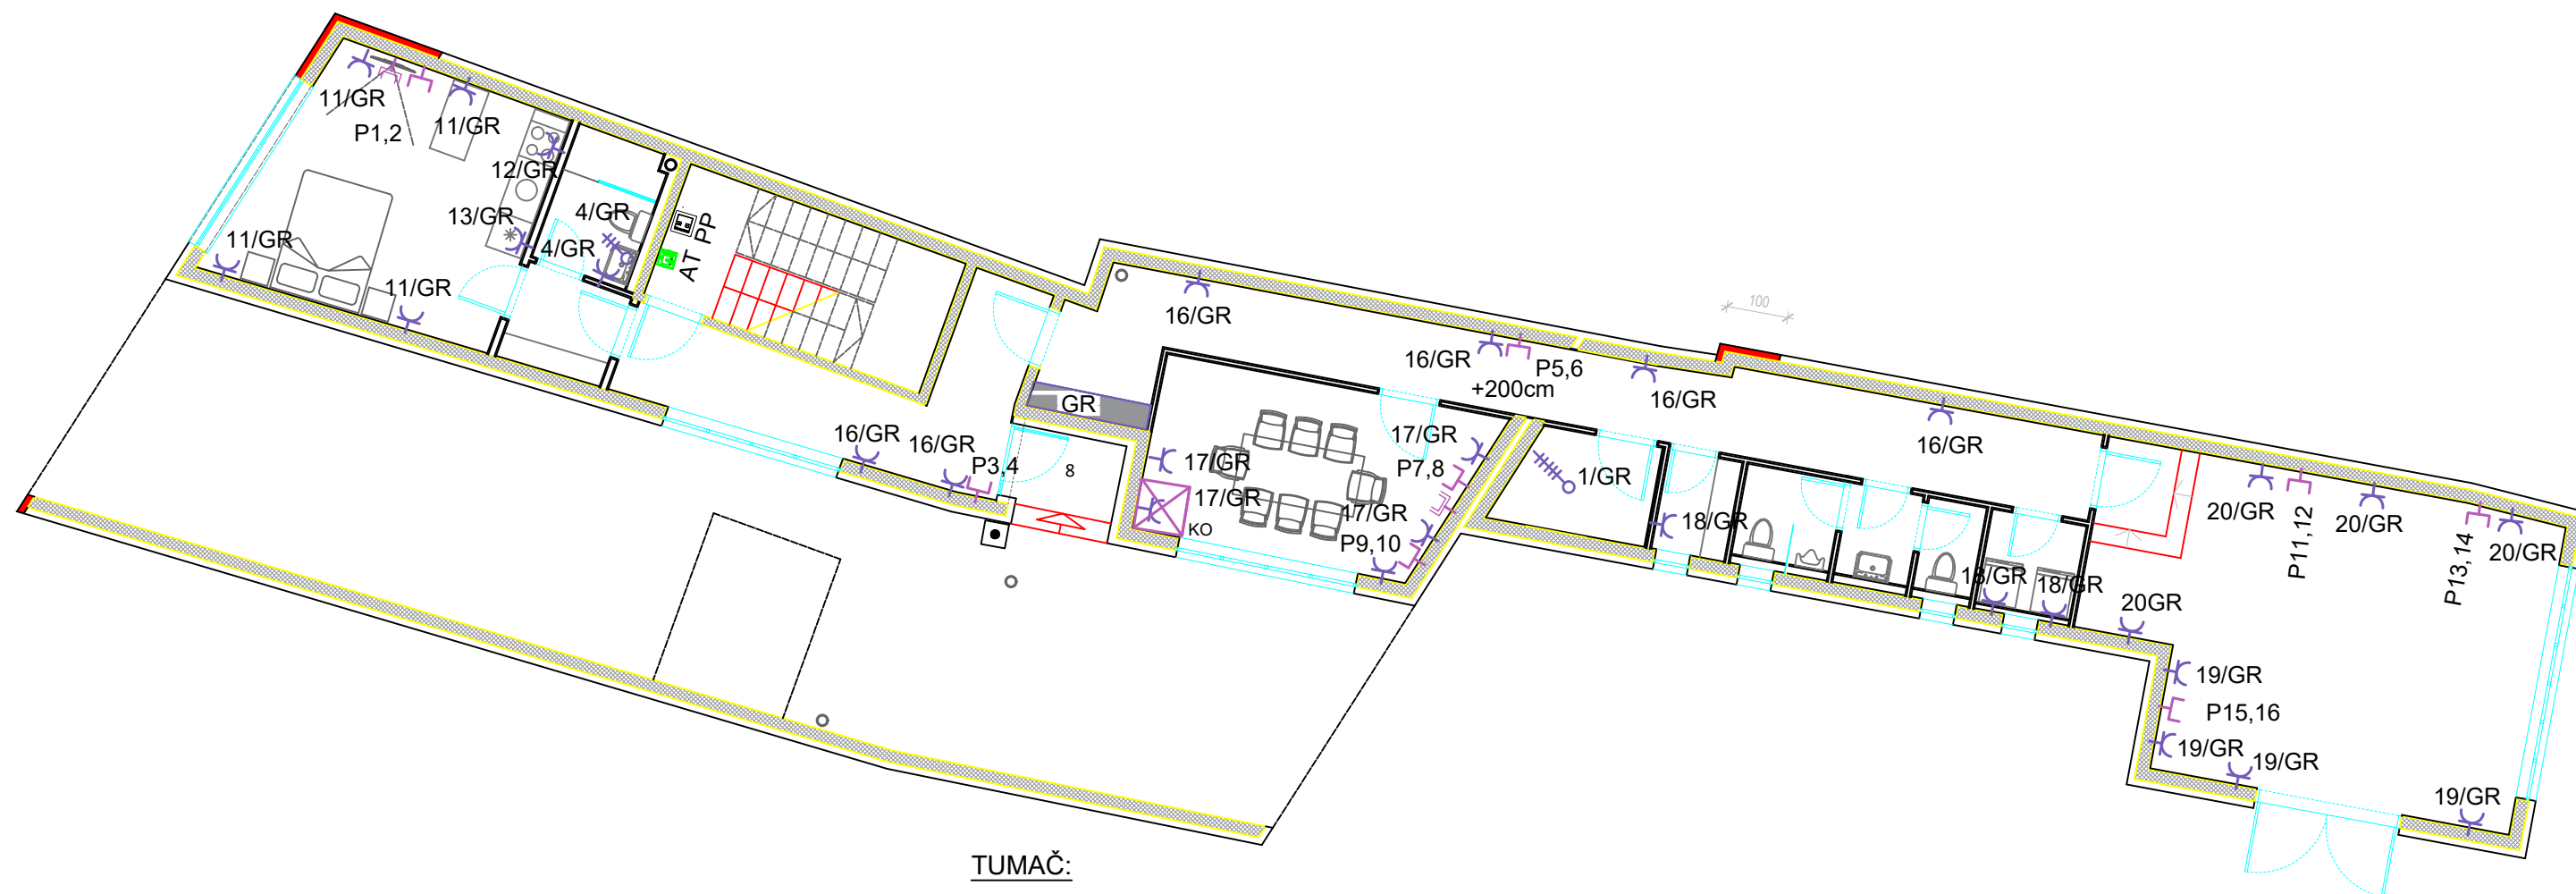 11/GR
P1,2
11/GR
12/GR
13/GR
4/GR
4/GR
11/GR
11/GR
PP
AT
16/GR
100
16/GR
P5,6
+200cm
16/GR
16/GR
GR
16/GR
16/GR
P3,4
8
17/GR
17/GR
KO
17/GR
P7,8
17/GR
P9,10
1/GR
18/GR
18/GR
18/GR
20/GR
P11,12
20/GR
P13,14
20/GR
20GR
19/GR
P15,16
19/GR
19/GR
19/GR
TUMAČ: